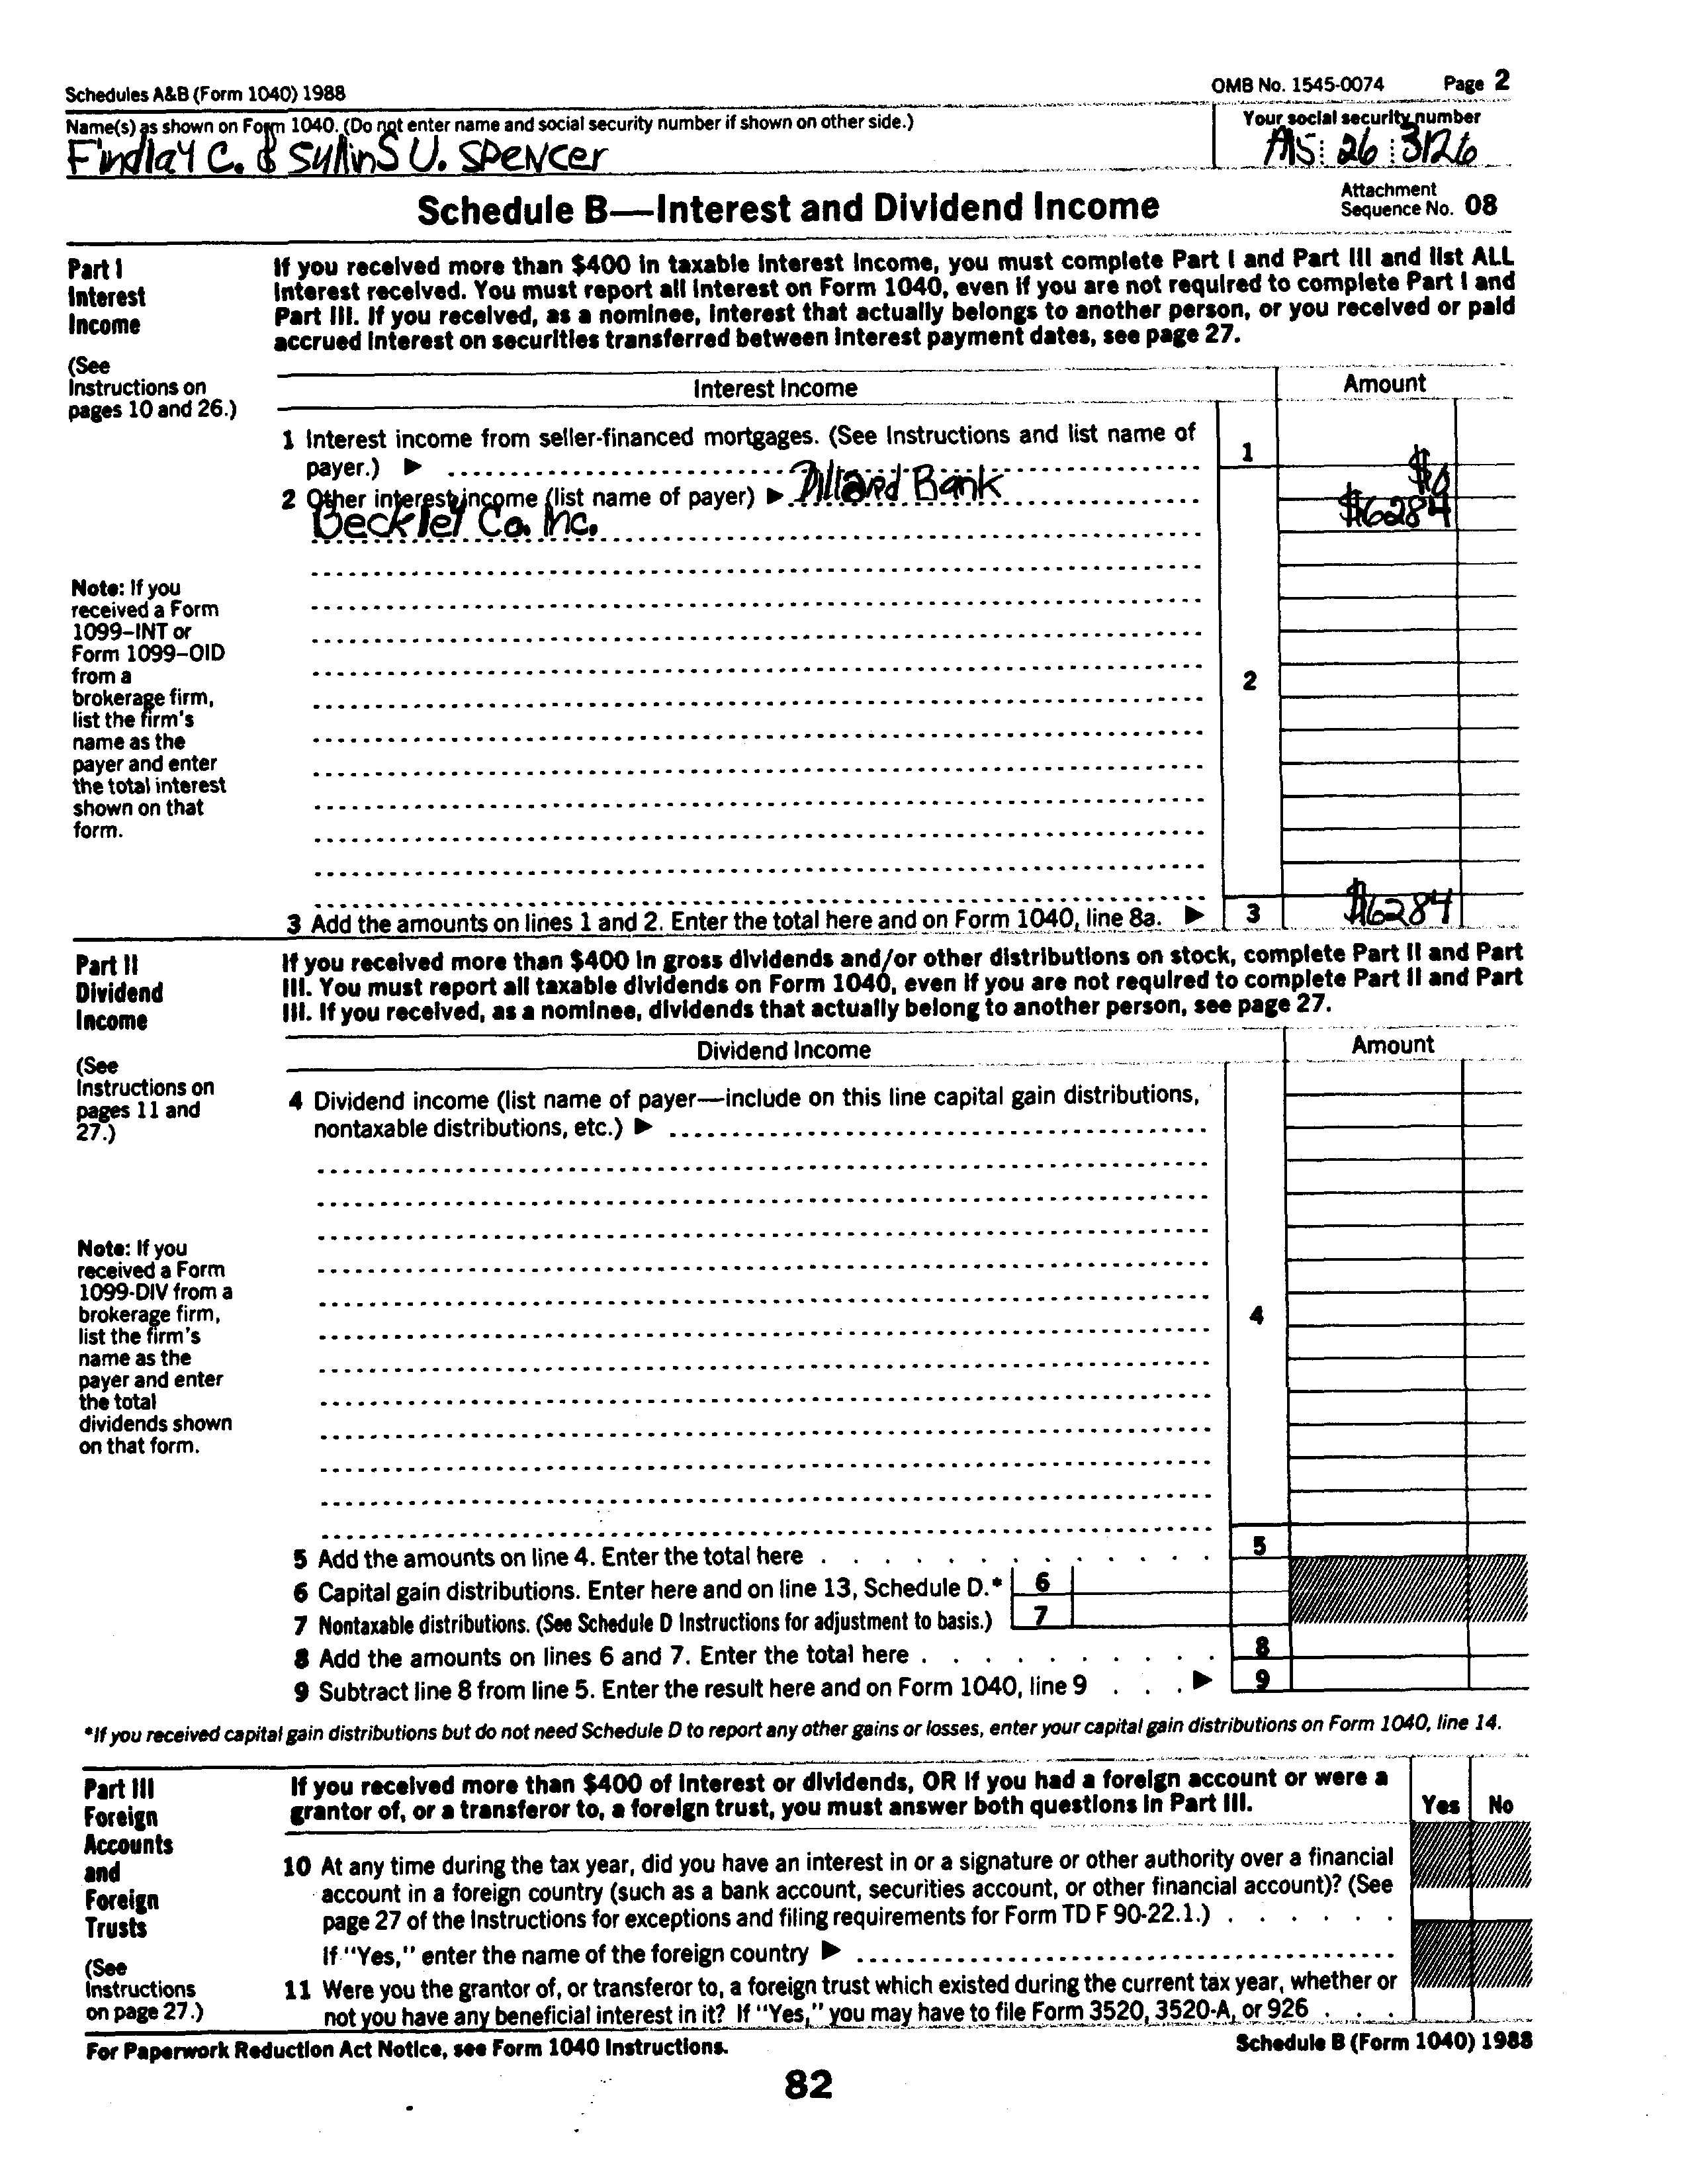 Schedules A&B (Form 1040) 1988 OMB No. 1545-0074 Page 2
Name(s) as shown on Form 1040. (Do not enter name and social security number if shown on other side.) Your social security number
Findlay C. & U. SPENCER 26 3126
Schedule B—Interest and Dividend Income
Attachment
Sequence No. 08
Part I
Interest
Income
(See
Instructions on
pages 10 and 26.)
If you received more than $400 in taxable interest income, you must complete Part I and Part III and list ALL
interest received. You must report all interest on Form 1040, even if you are not required to complete Part I and
Part III. If you received, as a nominee, interest that actually belongs to another person, or you received or paid
accrued interest on securities transferred between interest payment dates, see page 27.
Interest Income Amount
1 Interest income from seller-financed mortgages. (See Instructions and list name of
payer.) ▶ 1
$0
2 Other interest income (list name of payer) ▶ Dillard Bank
Beckley Co. Inc. $6284
Note: If you
received a Form
1099–INT or
Form 1099–OID
from a
brokerage firm,
list the firm's
name as the
payer and enter
the total interest
shown on that
form.
2
3 Add the amounts on lines 1 and 2. Enter the total here and on Form 1040, line 8a. ▶ 3 $6284
Part II
Dividend
Income
(See
Instructions on
pages 11 and
27.)
If you received more than $400 in gross dividends and/or other distributions on stock, complete Part II and Part
III. You must report all taxable dividends on Form 1040, even if you are not required to complete Part II and Part
III. If you received, as a nominee, dividends that actually belong to another person, see page 27.
Dividend Income Amount
4 Dividend income (list name of payer—include on this line capital gain distributions,
nontaxable distributions, etc.) ▶
Note: If you
received a Form
1099-DIV from a
brokerage firm,
list the firm's
name as the
payer and enter
the total
dividends shown
on that form.
4
5 Add the amounts on line 4. Enter the total here . . . . . . . . . . . . 5
6 Capital gain distributions. Enter here and on line 13, Schedule D.* 6
7 Nontaxable distributions. (See Schedule D Instructions for adjustment to basis.) 7
8 Add the amounts on lines 6 and 7. Enter the total here . . . . . . . . . 8
9 Subtract line 8 from line 5. Enter the result here and on Form 1040, line 9 . . . ▶ 9
*If you received capital gain distributions but do not need Schedule D to report any other gains or losses, enter your capital gain distributions on Form 1040, line 14.
Part III
Foreign
Accounts
and
Foreign
Trusts
(See
Instructions
on page 27.)
If you received more than $400 of interest or dividends, OR if you had a foreign account or were a
grantor of, or a transferor to, a foreign trust, you must answer both questions in Part III.
Yes No
10 At any time during the tax year, did you have an interest in or a signature or other authority over a financial
account in a foreign country (such as a bank account, securities account, or other financial account)? (See
page 27 of the Instructions for exceptions and filing requirements for Form TD F 90-22.1.) . . . . . .
If "Yes," enter the name of the foreign country ▶
11 Were you the grantor of, or transferor to, a foreign trust which existed during the current tax year, whether or
not you have any beneficial interest in it? If "Yes," you may have to file Form 3520, 3520-A, or 926 . . .
For Paperwork Reduction Act Notice, see Form 1040 Instructions. Schedule B (Form 1040) 1988
82